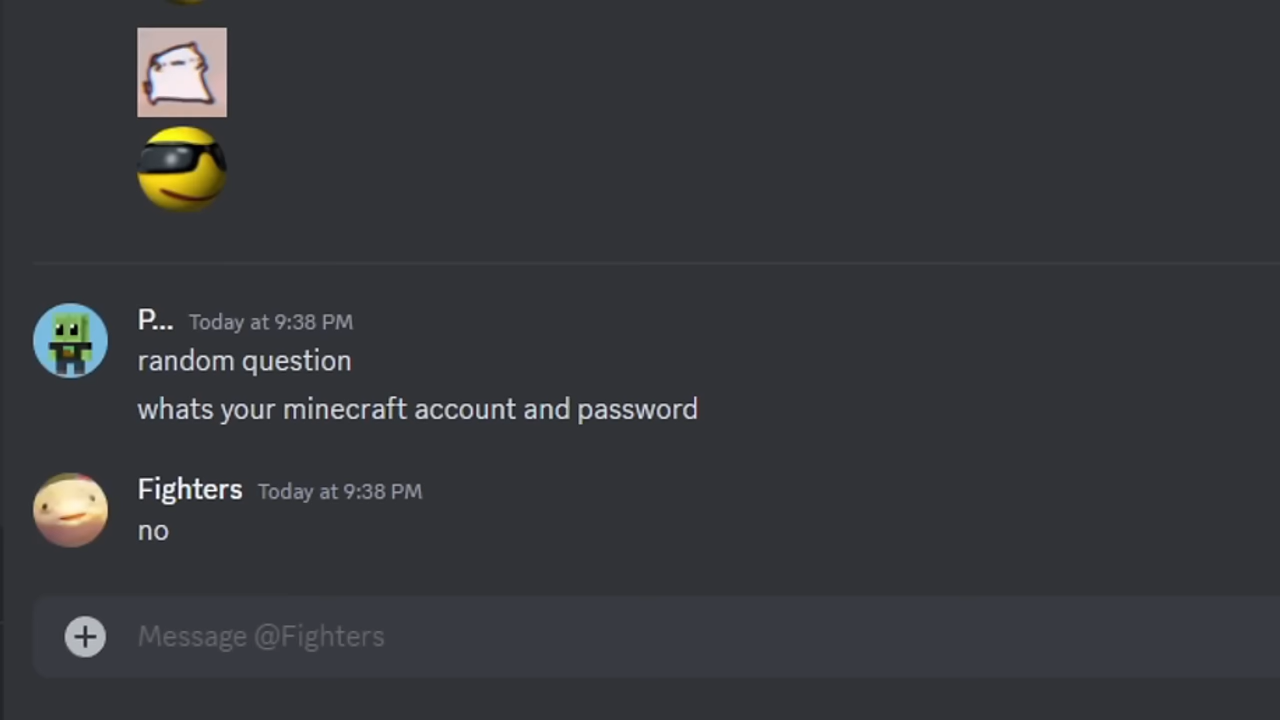 P... Today at 9:38 PM
random question
whats your minecraft account and password
Fighters Today at 9:38 PM
no
Message @Fighters